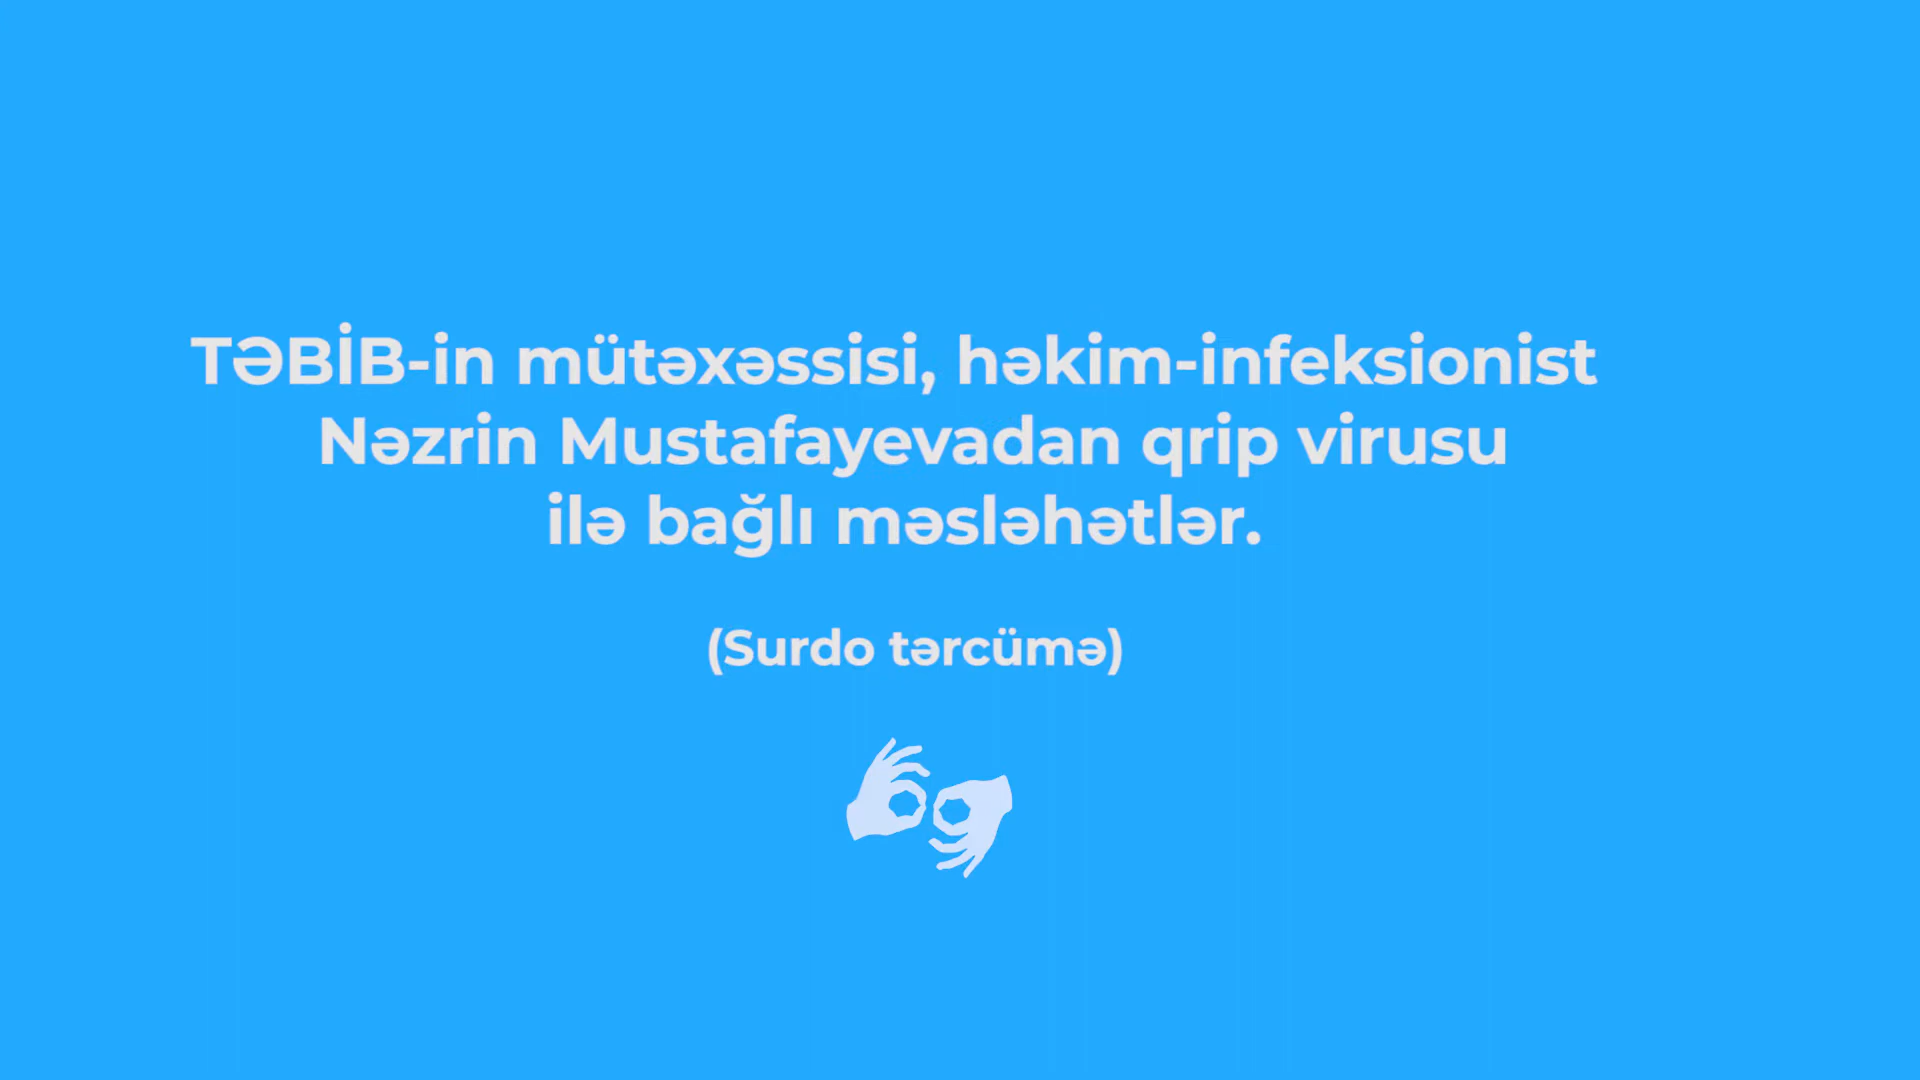 TƏBİB-in mütəxəssisi, həkim-infeksionist
Nəzrin Mustafayevadan qrip virusu
ilə bağlı məsləhətlər.
(Surdo tərcümə)